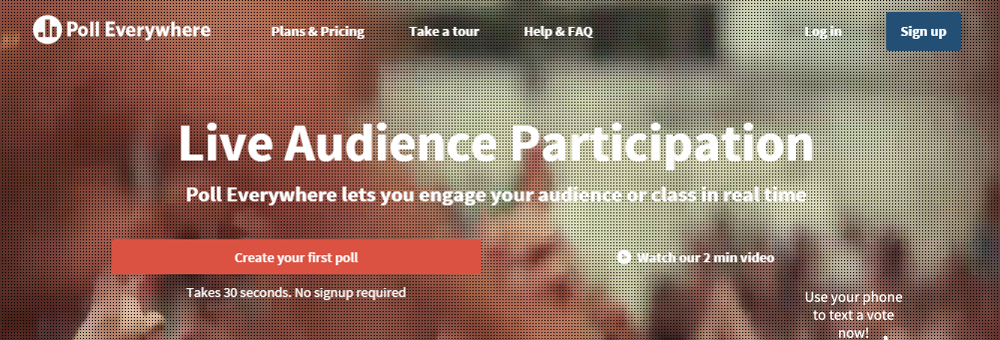 Poll Everywhere
Plans & Pricing
Take a tour
Help & FAQ
Log in
Sign up
Live Audience Participation
Poll Everywhere lets you engage your audience or class in real time
Create your first poll
Watch our 2 min video
Takes 30 seconds. No signup required
Use your phone
to text a vote
now!